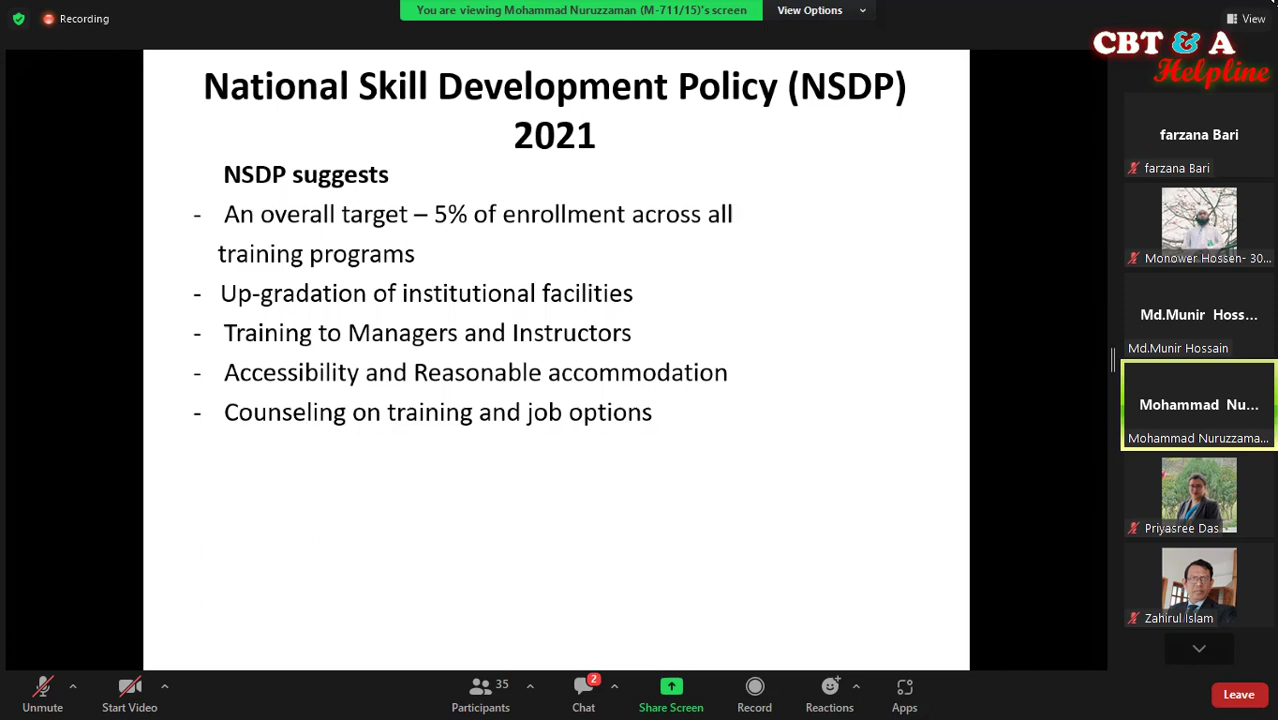 Recording
You are viewing Mohammad Nuruzzaman (M-711/15)'s screen
View Options
View
CBT & A
Helpline
National Skill Development Policy (NSDP)
2021
NSDP suggests
- An overall target – 5% of enrollment across all
training programs
- Up-gradation of institutional facilities
- Training to Managers and Instructors
- Accessibility and Reasonable accommodation
- Counseling on training and job options
farzana Bari
farzana Bari
Monower Hossen- 30...
Md.Munir Hoss...
Md.Munir Hossain
Mohammad Nu...
Mohammad Nuruzzama...
Priyasree Das
Zahirul Islam
Unmute
Start Video
35
Participants
2
Chat
Share Screen
Record
Reactions
Apps
Leave